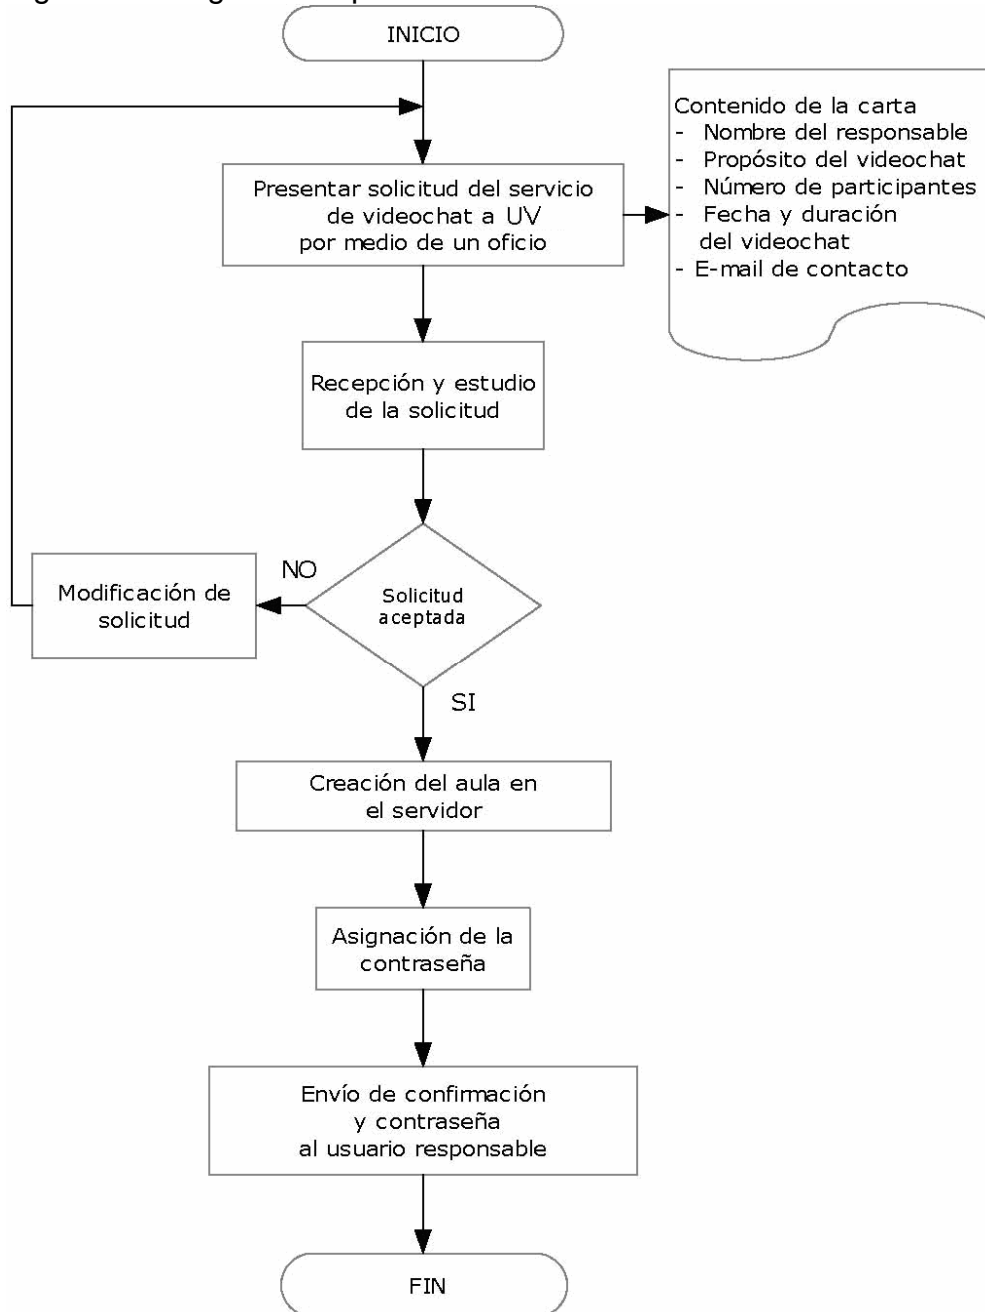 INICIO
Contenido de la carta
- Nombre del responsable
- Propósito del videochat
- Número de participantes
- Fecha y duración
del videochat
- E-mail de contacto
Presentar solicitud del servicio
de videochat a UV
por medio de un oficio
Recepción y estudio
de la solicitud
NO
Solicitud
aceptada
Modificación de
solicitud
SI
Creación del aula en
el servidor
Asignación de la
contraseña
Envío de confirmación
y contraseña
al usuario responsable
FIN